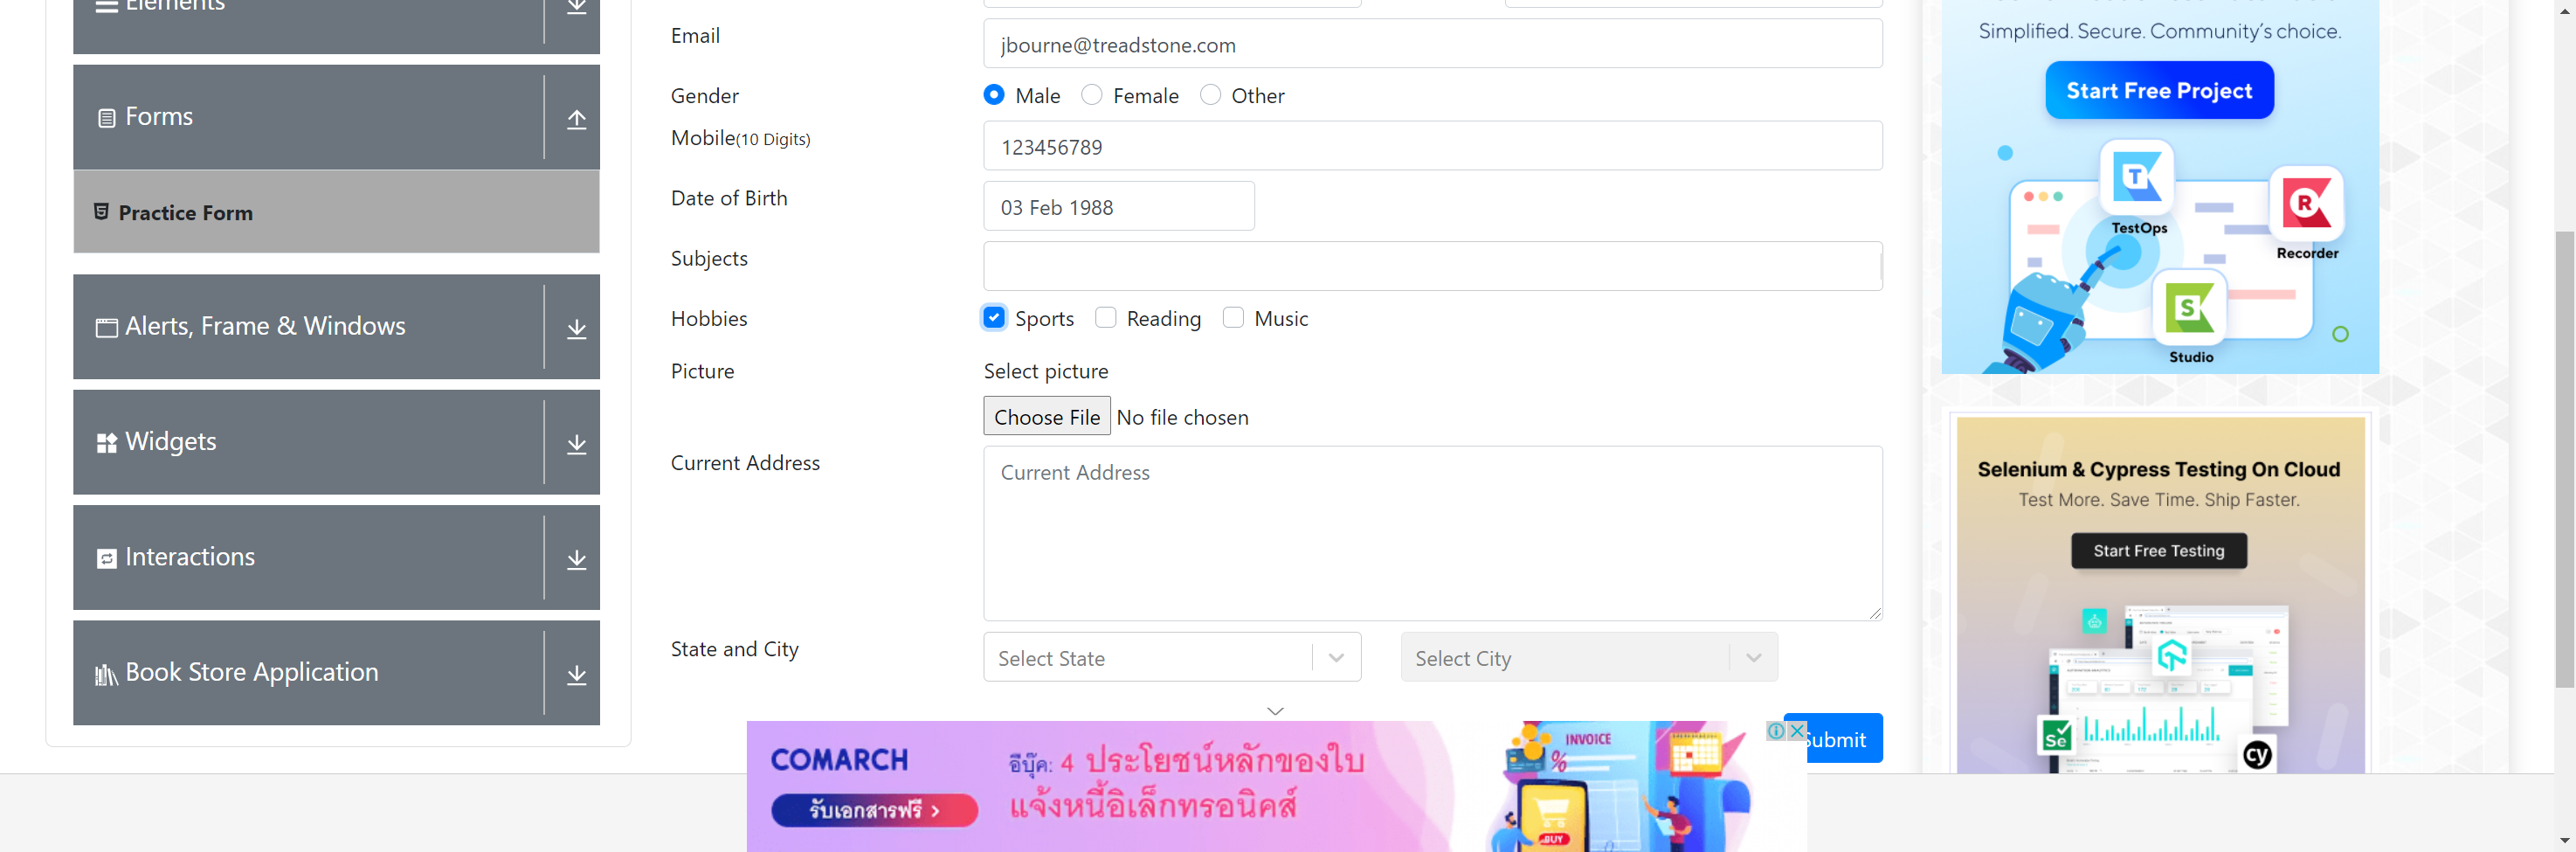 Elements
Forms
Practice Form
Alerts, Frame & Windows
Widgets
Interactions
Book Store Application
Email
jbourne@treadstone.com
Gender
Male
Female
Other
Mobile(10 Digits)
123456789
Date of Birth
03 Feb 1988
Subjects
Hobbies
Sports
Reading
Music
Picture
Select picture
Choose File No file chosen
Current Address
Current Address
State and City
Select State
Select City
Submit
COMARCH
รับเอกสารฟรี >
อีบุ๊ค: 4 ประโยชน์หลักของใบ
แจ้งหนี้อิเล็กทรอนิคส์
INVOICE
%
BUY
Simplified. Secure. Community's choice.
Start Free Project
T
TestOps
R
Recorder
S
Studio
Selenium & Cypress Testing On Cloud
Test More. Save Time. Ship Faster.
Start Free Testing
Se
cy